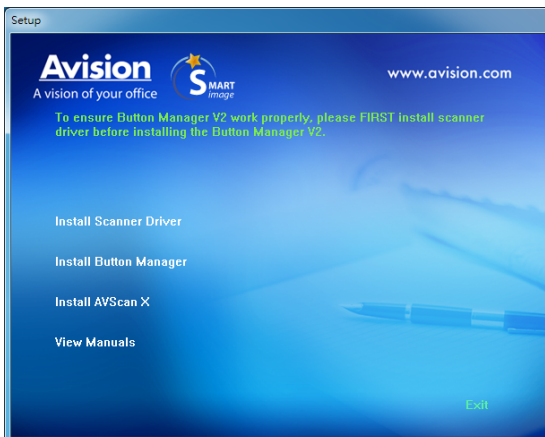 Setup
Avision
A vision of your office
SMART
image
www.avision.com
To ensure Button Manager V2 work properly, please FIRST install scanner
driver before installing the Button Manager V2.
Install Scanner Driver
Install Button Manager
Install AVScan X
View Manuals
Exit